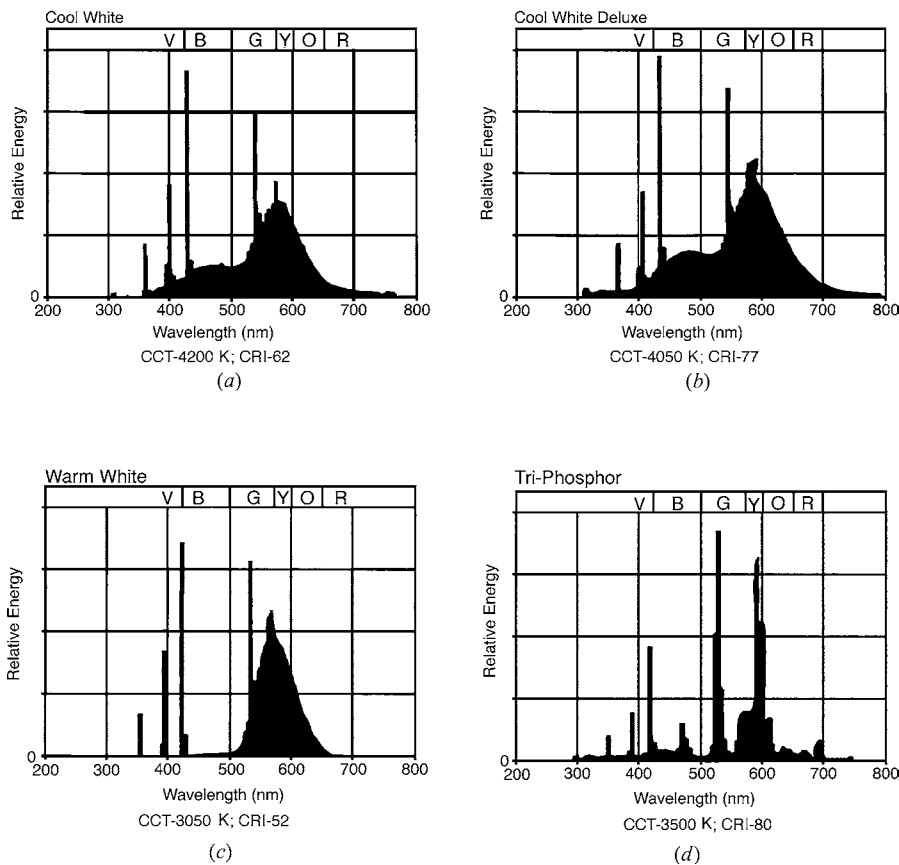 Cool White
V B G Y O R
Relative Energy
0
200 300 400 500 600 700 800
Wavelength (nm)
CCT-4200 K; CRI-62
(a)
Cool White Deluxe
V B G Y O R
Relative Energy
0
200 300 400 500 600 700 800
Wavelength (nm)
CCT-4050 K; CRI-77
(b)
Warm White
V B G Y O R
Relative Energy
0
200 300 400 500 600 700 800
Wavelength (nm)
CCT-3050 K; CRI-52
(c)
Tri-Phosphor
V B G Y O R
Relative Energy
0
200 300 400 500 600 700 800
Wavelength (nm)
CCT-3500 K; CRI-80
(d)